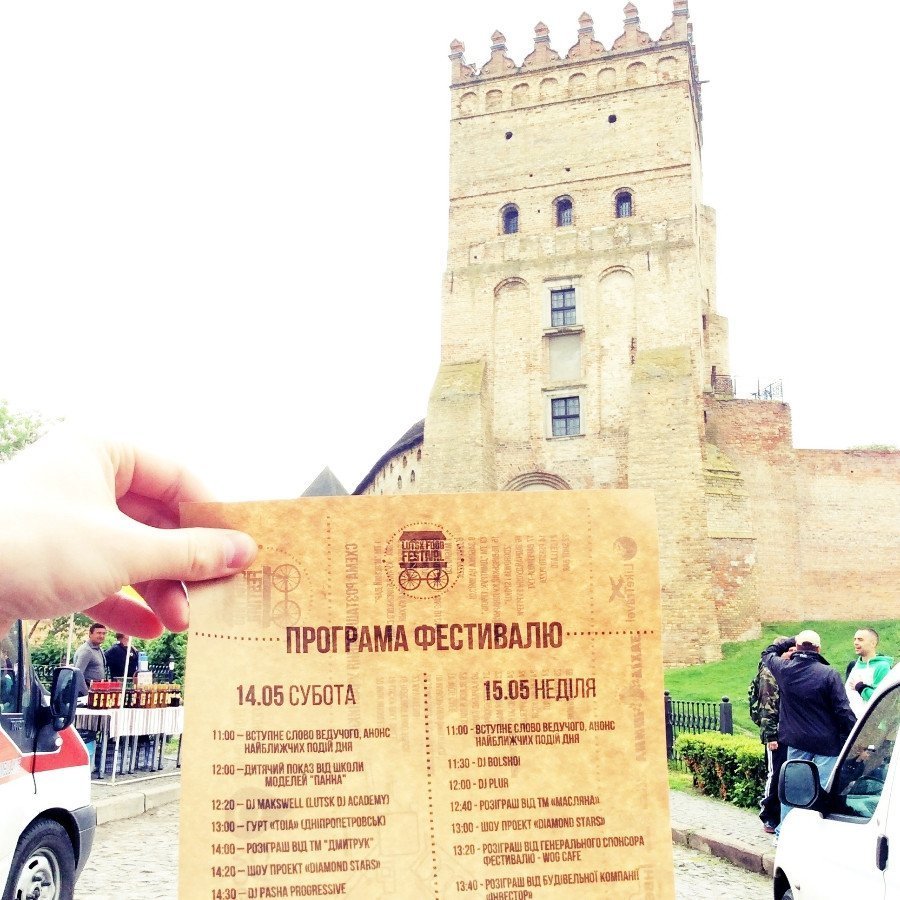 LUTSK FOOD
FESTIVAL
ПРОГРАМА ФЕСТИВАЛЮ
14.05 СУБОТА
11:00 – ВСТУПНЕ СЛОВО ВЕДУЧОГО, АНОНС
НАЙБЛИЖЧИХ ПОДІЙ ДНЯ
12:00 – ДИТЯЧИЙ ПОКАЗ ВІД ШКОЛИ
МОДЕЛЕЙ "ПАННА"
12:20 – DJ MAKSWELL (LUTSK DJ ACADEMY)
13:00 – ГУРТ «ТОІА» (ДНІПРОПЕТРОВСЬК)
14:00 – РОЗІГРАШ ВІД ТМ "ДМИТРУК"
14:20 – ШОУ ПРОЕКТ «DIAMOND STARS»
14:30 – DJ PASHA PROGRESSIVE
15.05 НЕДІЛЯ
11:00 - ВСТУПНЕ СЛОВО ВЕДУЧОГО, АНОНС
НАЙБЛИЖЧИХ ПОДІЙ ДНЯ
11:30 - DJ BOLSHOI
12:00 - DJ PLUR
12:40 - РОЗІГРАШ ВІД ТМ «МАСЛЯНА»
13:00 - ШОУ ПРОЕКТ «DIAMOND STARS»
13:20 - РОЗІГРАШ ВІД ГЕНЕРАЛЬНОГО СПОНСОРА
ФЕСТИВАЛЮ - WOG CAFE
13:40 - РОЗІГРАШ ВІД БУДІВЕЛЬНОЇ КОМПАНІЇ
«ІНВЕСТОР»